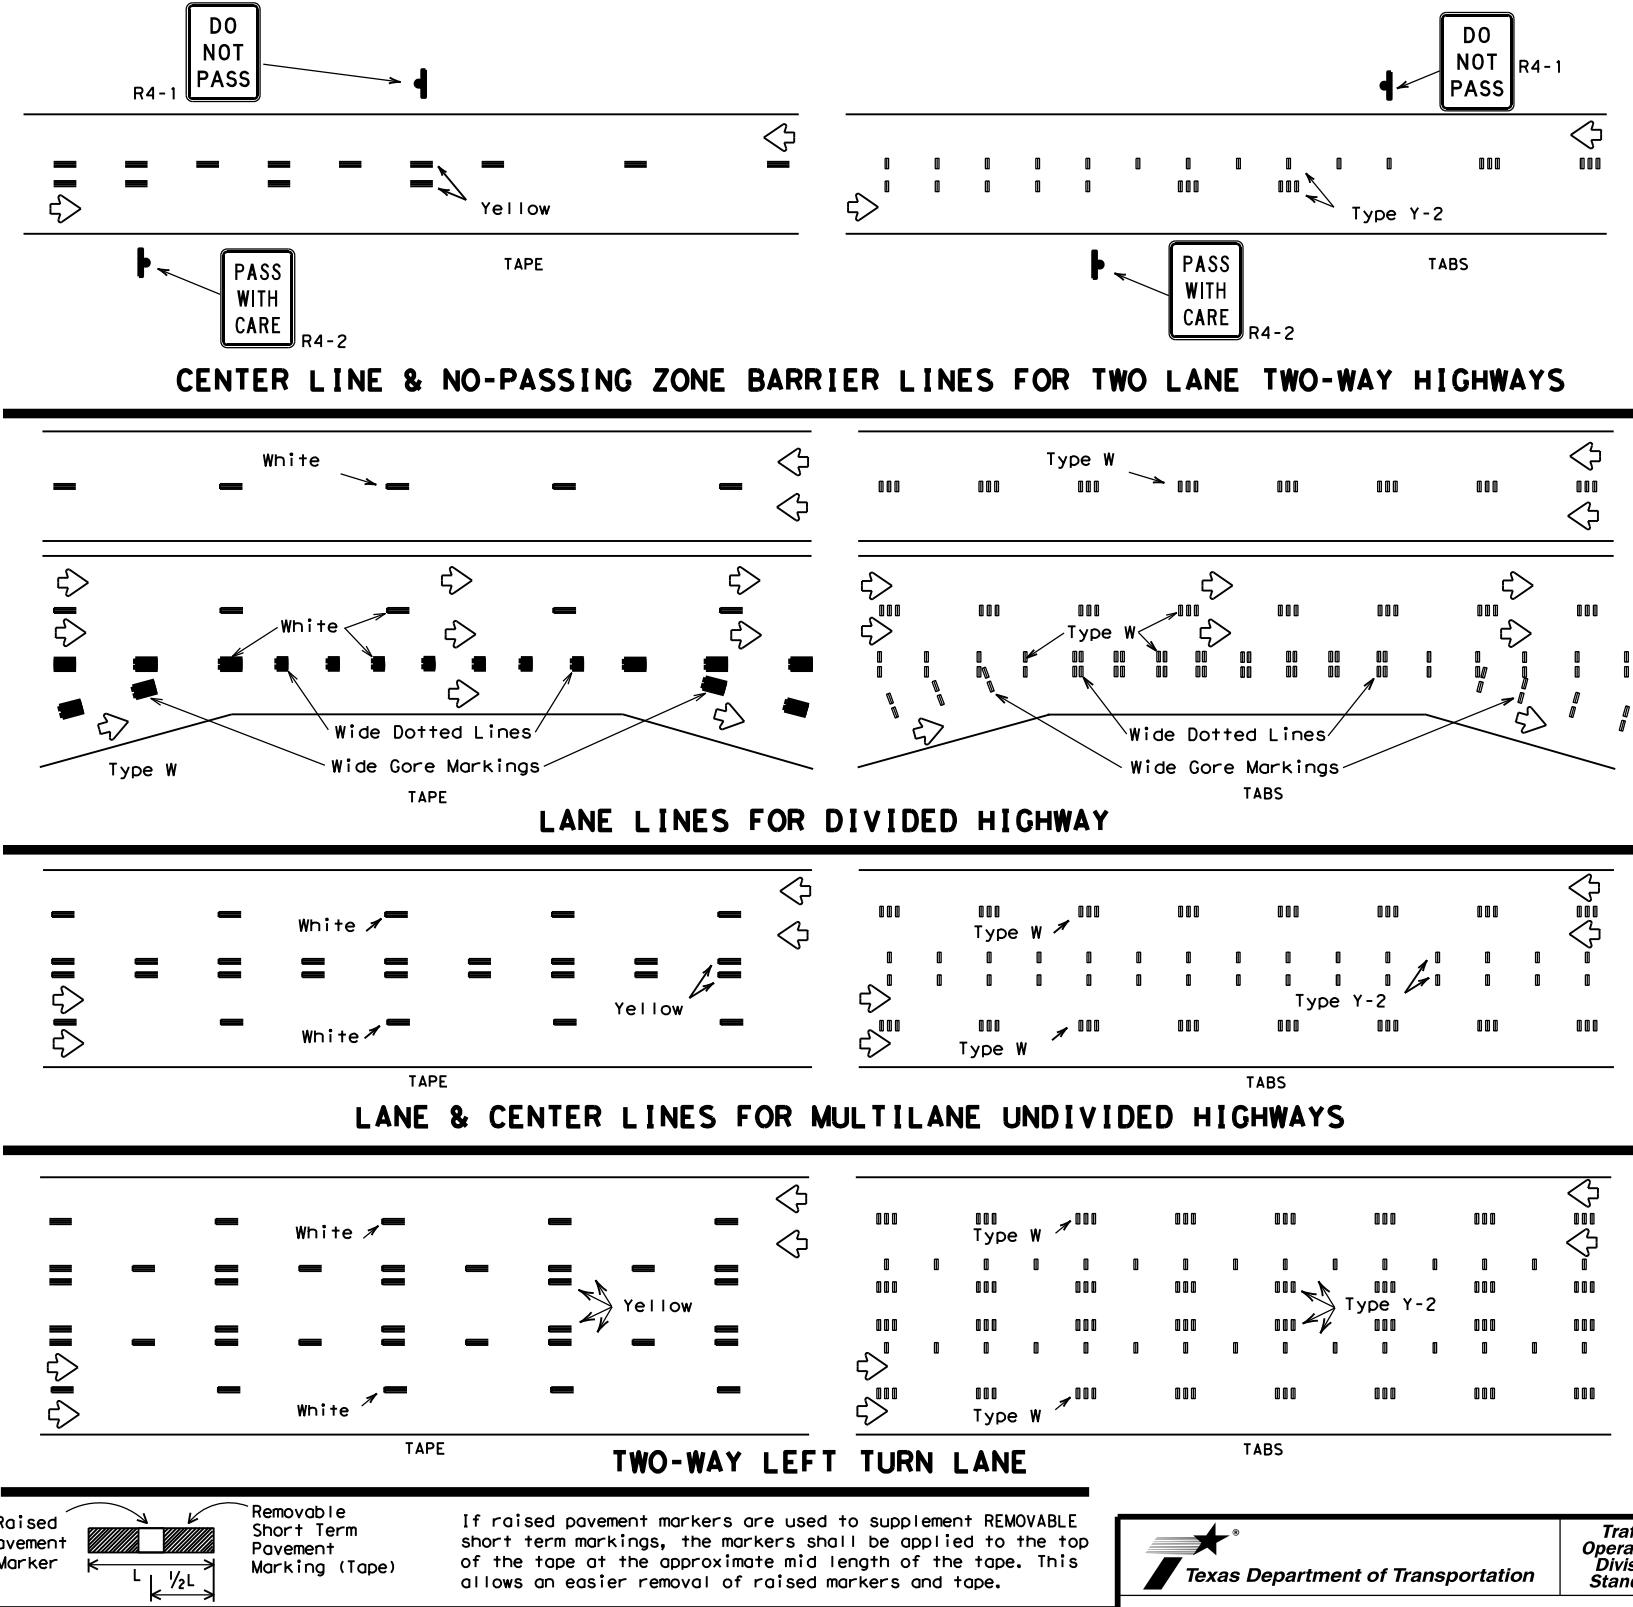 DO
NOT
PASS
R4-1
DO
NOT
PASS
R4-1
Yellow
Type Y-2
PASS
WITH
CARE
R4-2
TAPE
PASS
WITH
CARE
R4-2
TABS
CENTER LINE & NO-PASSING ZONE BARRIER LINES FOR TWO LANE TWO-WAY HIGHWAYS
White
Type W
White
Type W
Wide Dotted Lines
Wide Dotted Lines
Type W
Wide Gore Markings
Wide Gore Markings
TAPE
TABS
LANE LINES FOR DIVIDED HIGHWAY
White
Type W
Yellow
Type Y-2
White
Type W
TAPE
TABS
LANE & CENTER LINES FOR MULTILANE UNDIVIDED HIGHWAYS
White
Type W
Yellow
Type Y-2
White
Type W
TAPE
TABS
TWO-WAY LEFT TURN LANE
Raised
avement
Marker
L
1/2L
Removable
Short Term
Pavement
Marking (Tape)
If raised pavement markers are used to supplement REMOVABLE
short term markings, the markers shall be applied to the top
of the tape at the approximate mid length of the tape. This
allows an easier removal of raised markers and tape.
®
Texas Department of Transportation
Traf
Opera
Divis
Stan